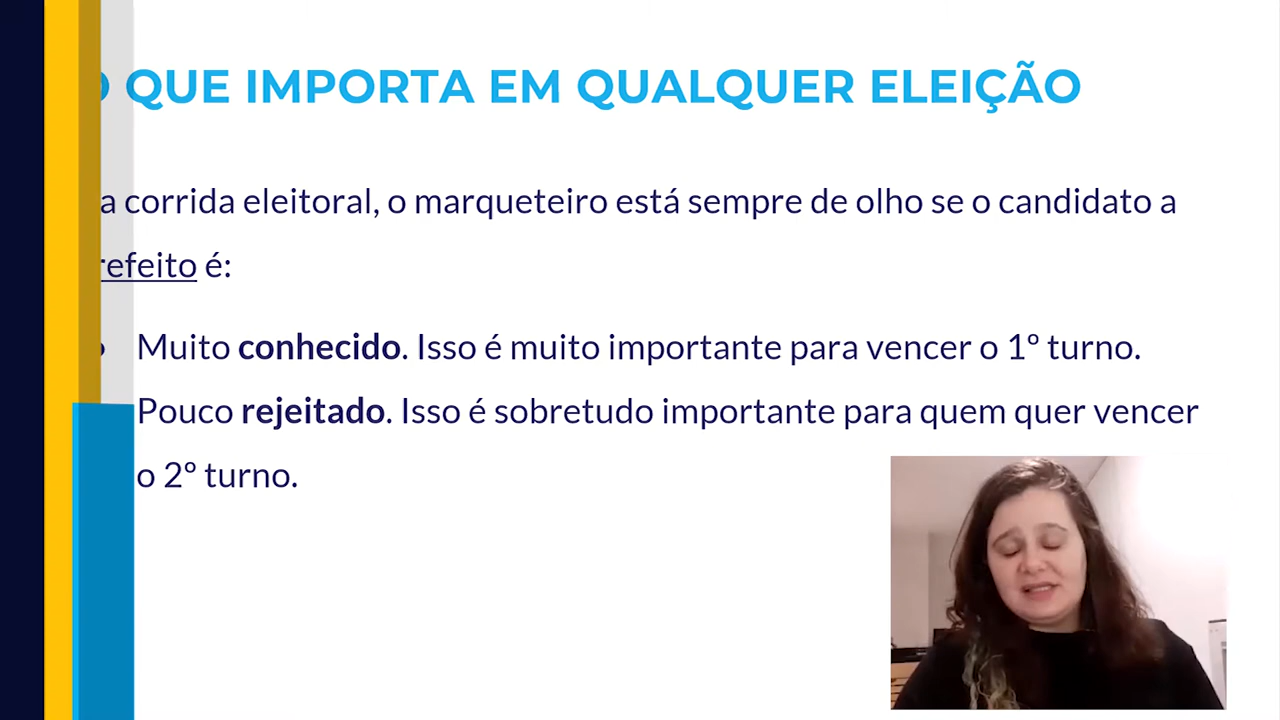 QUE IMPORTA EM QUALQUER ELEIÇÃO
a corrida eleitoral, o marqueteiro está sempre de olho se o candidato a
refeito é:
Muito conhecido. Isso é muito importante para vencer o 1º turno.
Pouco rejeitado. Isso é sobretudo importante para quem quer vencer
o 2º turno.